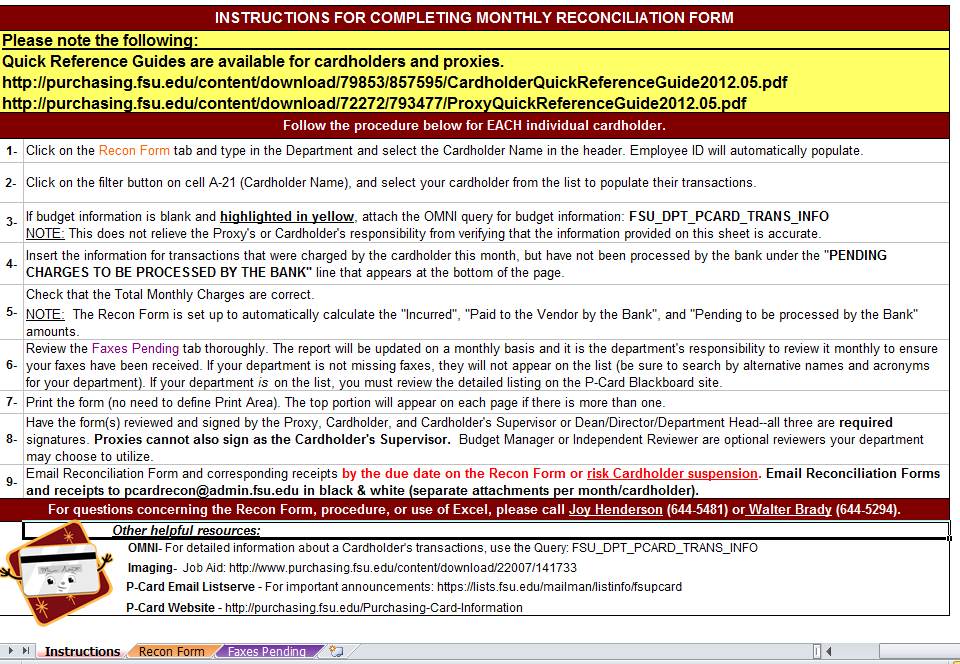 INSTRUCTIONS FOR COMPLETING MONTHLY RECONCILIATION FORM
Please note the following:
Quick Reference Guides are available for cardholders and proxies.
http://purchasing.fsu.edu/content/download/79853/857595/CardholderQuickReferenceGuide2012.05.pdf
http://purchasing.fsu.edu/content/download/72272/793477/ProxyQuickReferenceGuide2012.05.pdf
Follow the procedure below for EACH individual cardholder.
1- Click on the Recon Form tab and type in the Department and select the Cardholder Name in the header. Employee ID will automatically populate.
2- Click on the filter button on cell A-21 (Cardholder Name), and select your cardholder from the list to populate their transactions.
3- If budget information is blank and highlighted in yellow, attach the OMNI query for budget information: FSU_DPT_PCARD_TRANS_INFO
NOTE: This does not relieve the Proxy's or Cardholder's responsibility from verifying that the information provided on this sheet is accurate.
4- Insert the information for transactions that were charged by the cardholder this month, but have not been processed by the bank under the "PENDING
CHARGES TO BE PROCESSED BY THE BANK" line that appears at the bottom of the page.
Check that the Total Monthly Charges are correct.
5- NOTE: The Recon Form is set up to automatically calculate the "Incurred", "Paid to the Vendor by the Bank", and "Pending to be processed by the Bank"
amounts.
Review the Faxes Pending tab thoroughly. The report will be updated on a monthly basis and it is the department's responsibility to review it monthly to ensure
6- your faxes have been received. If your department is not missing faxes, they will not appear on the list (be sure to search by alternative names and acronyms
for your department). If your department is on the list, you must review the detailed listing on the P-Card Blackboard site.
7- Print the form (no need to define Print Area). The top portion will appear on each page if there is more than one.
Have the form(s) reviewed and signed by the Proxy, Cardholder, and Cardholder's Supervisor or Dean/Director/Department Head--all three are required
8- signatures. Proxies cannot also sign as the Cardholder's Supervisor. Budget Manager or Independent Reviewer are optional reviewers your department
may choose to utilize.
9- Email Reconciliation Form and corresponding receipts by the due date on the Recon Form or risk Cardholder suspension. Email Reconciliation Forms
and receipts to pcardrecon@admin.fsu.edu in black & white (separate attachments per month/cardholder).
For questions concerning the Recon Form, procedure, or use of Excel, please call Joy Henderson (644-5481) or Walter Brady (644-5294).
Other helpful resources:
OMNI- For detailed information about a Cardholder's transactions, use the Query: FSU_DPT_PCARD_TRANS_INFO
Imaging- Job Aid: http://www.purchasing.fsu.edu/content/download/22007/141733
P-Card Email Listserve - For important announcements: https://lists.fsu.edu/mailman/listinfo/fsupcard
P-Card Website - http://purchasing.fsu.edu/Purchasing-Card-Information
Instructions Recon Form Faxes Pending